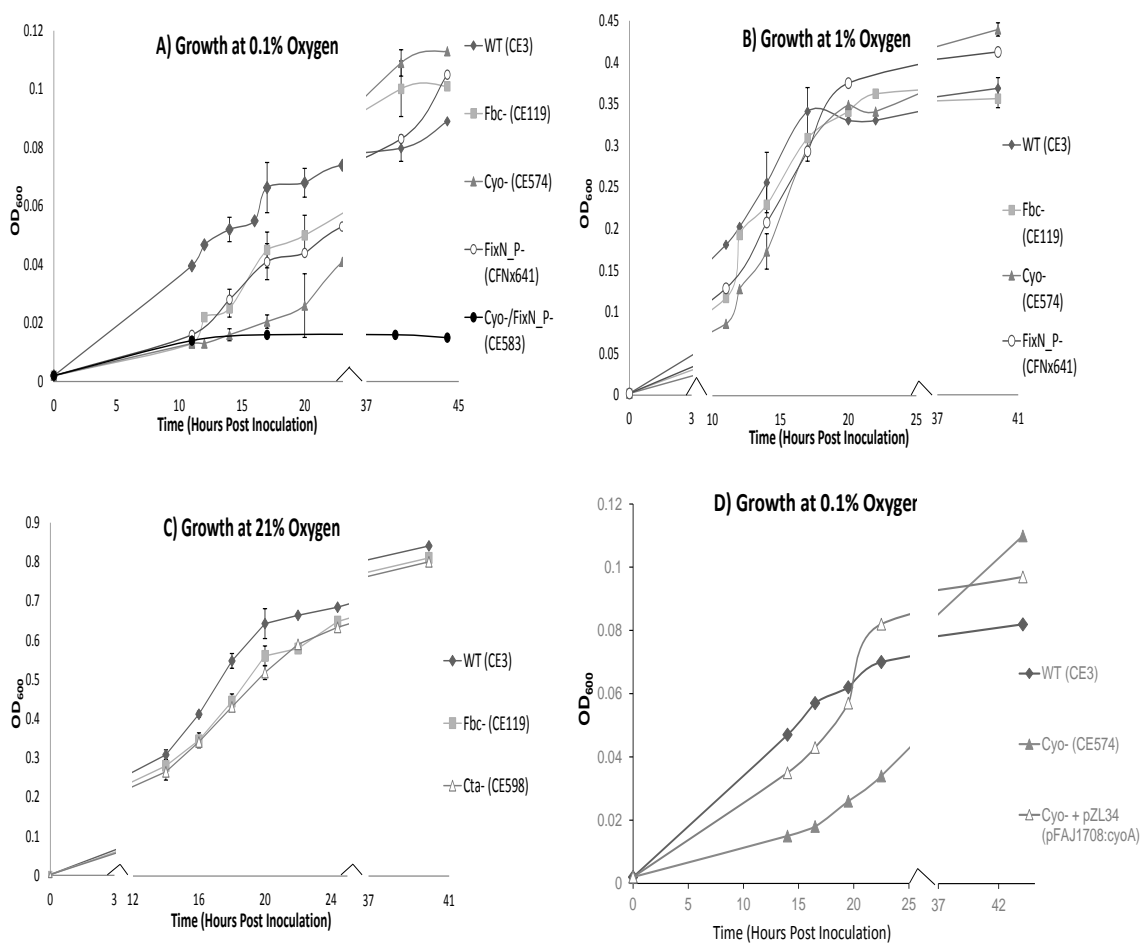 A) Growth at 0.1% Oxygen
OD600
0.12
0.1
0.08
0.06
0.04
0.02
0
0 5 10 15 20 37 45
Time (Hours Post Inoculation)
WT (CE3)
Fbc- (CE119)
Cyo- (CE574)
FixN_P-
(CFNx641)
Cyo-/FixN_P-
(CE583)
B) Growth at 1% Oxygen
OD600
0.45
0.4
0.35
0.3
0.25
0.2
0.15
0.1
0.05
0
0 3 10 15 20 25 37 41
Time (Hours Post Inoculation)
WT (CE3)
Fbc-
(CE119)
Cyo-
(CE574)
FixN_P-
(CFNx641)
C) Growth at 21% Oxygen
OD600
0.9
0.8
0.7
0.6
0.5
0.4
0.3
0.2
0.1
0
0 3 12 16 20 24 37 41
Time (Hours Post Inoculation)
WT (CE3)
Fbc- (CE119)
Cta- (CE598)
D) Growth at 0.1% Oxygen
OD600
0.12
0.1
0.08
0.06
0.04
0.02
0
0 5 10 15 20 25 37 42
Time (Hours Post Inoculation)
WT (CE3)
Cyo- (CE574)
Cyo- + pZL34
(pFAJ1708:cyoA)